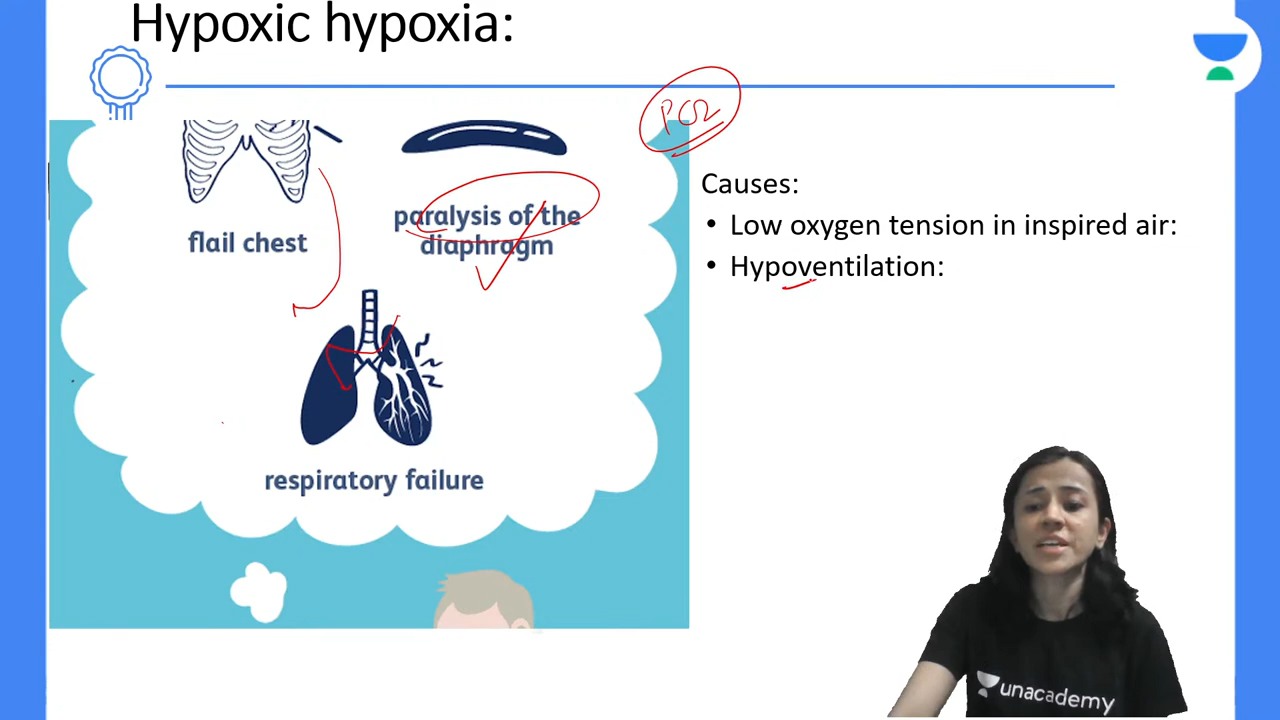 Hypoxic hypoxia:
PO2
flail chest
paralysis of the
diaphragm
respiratory failure
Causes:
• Low oxygen tension in inspired air:
• Hypoventilation:
unacademy